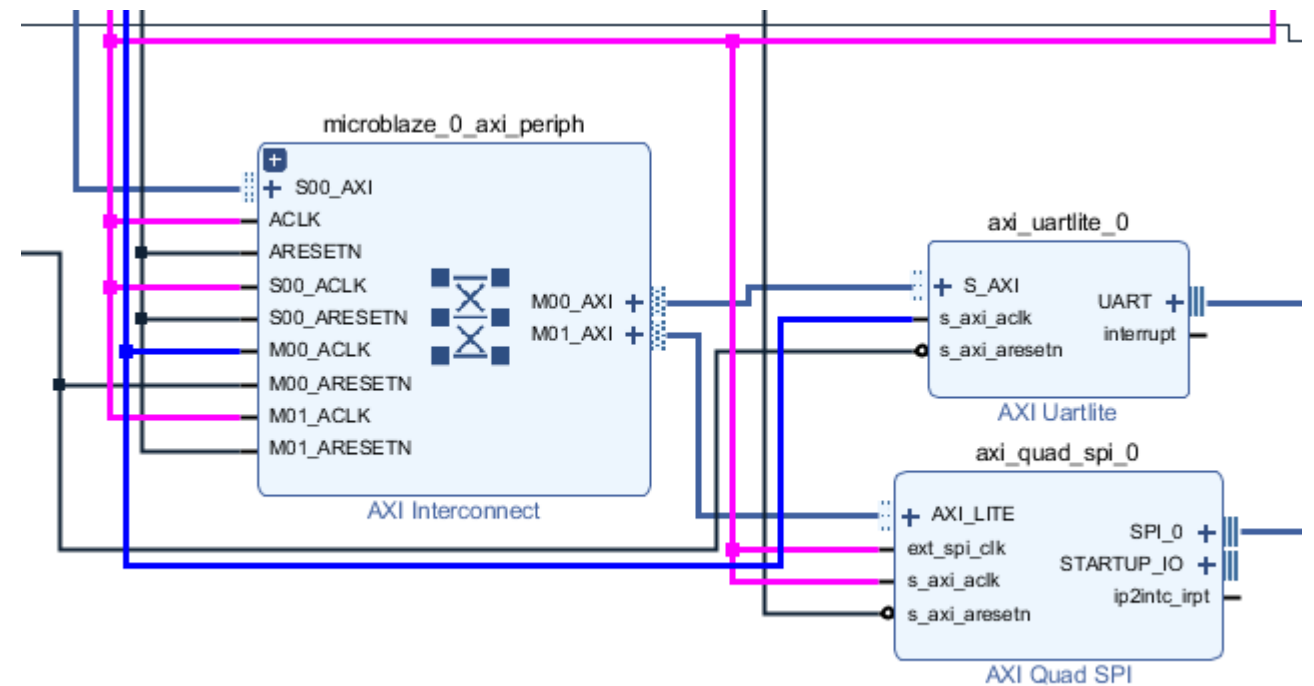 microblaze_0_axi_periph
S00_AXI
ACLK
ARESETN
S00_ACLK
S00_ARESETN
M00_ACLK
M00_ARESETN
M01_ACLK
M01_ARESETN
M00_AXI
M01_AXI
AXI Interconnect
axi_uartlite_0
S_AXI
s_axi_aclk
s_axi_aresetn
UART
interrupt
AXI Uartlite
axi_quad_spi_0
AXI_LITE
ext_spi_clk
s_axi_aclk
s_axi_aresetn
SPI_0
STARTUP_IO
ip2intc_irpt
AXI Quad SPI